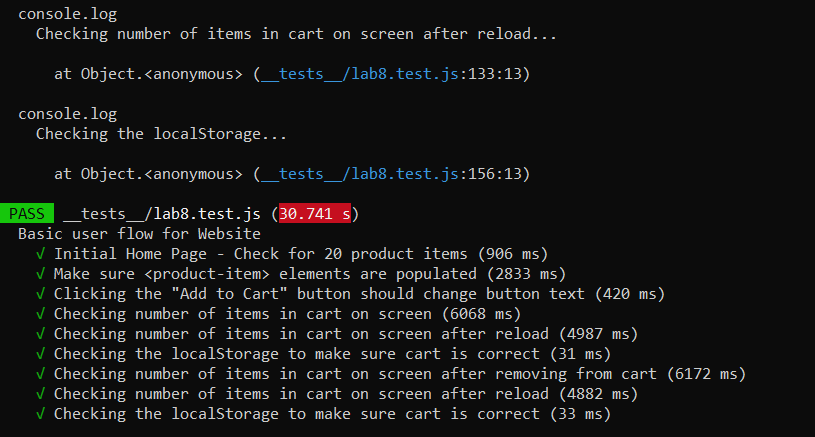 console.log
Checking number of items in cart on screen after reload...
at Object.<anonymous> (__tests__/lab8.test.js:133:13)
console.log
Checking the localStorage...
at Object.<anonymous> (__tests__/lab8.test.js:156:13)
PASS __tests__/lab8.test.js (30.741 s)
Basic user flow for Website
√ Initial Home Page - Check for 20 product items (906 ms)
√ Make sure <product-item> elements are populated (2833 ms)
√ Clicking the "Add to Cart" button should change button text (420 ms)
√ Checking number of items in cart on screen (6068 ms)
√ Checking number of items in cart on screen after reload (4987 ms)
√ Checking the localStorage to make sure cart is correct (31 ms)
√ Checking number of items in cart on screen after removing from cart (6172 ms)
√ Checking number of items in cart on screen after reload (4882 ms)
√ Checking the localStorage to make sure cart is correct (33 ms)